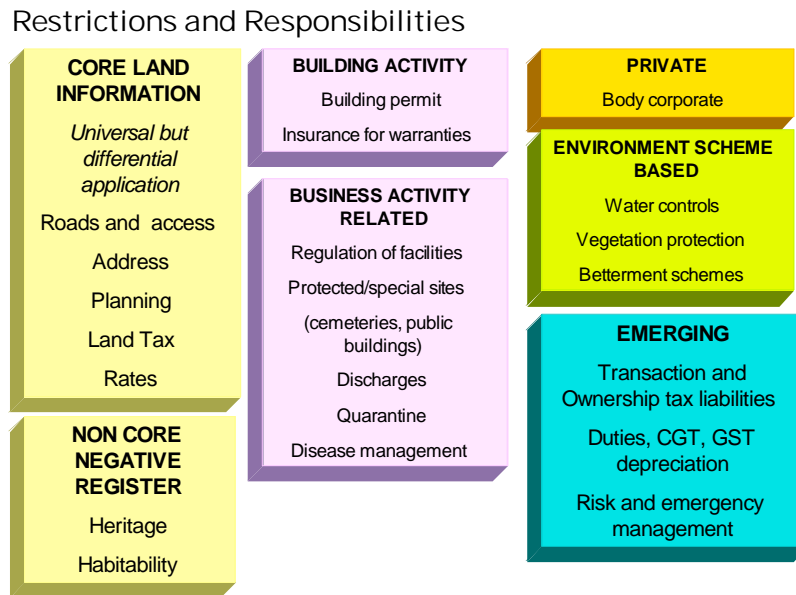 Restrictions and Responsibilities
CORE LAND
INFORMATION
Universal but
differential
application
Roads and access
Address
Planning
Land Tax
Rates
NON CORE
NEGATIVE
REGISTER
Heritage
Habitability
BUILDING ACTIVITY
Building permit
Insurance for warranties
BUSINESS ACTIVITY
RELATED
Regulation of facilities
Protected/special sites
(cemeteries, public
buildings)
Discharges
Quarantine
Disease management
PRIVATE
Body corporate
ENVIRONMENT SCHEME
BASED
Water controls
Vegetation protection
Betterment schemes
EMERGING
Transaction and
Ownership tax liabilities
Duties, CGT, GST
depreciation
Risk and emergency
management